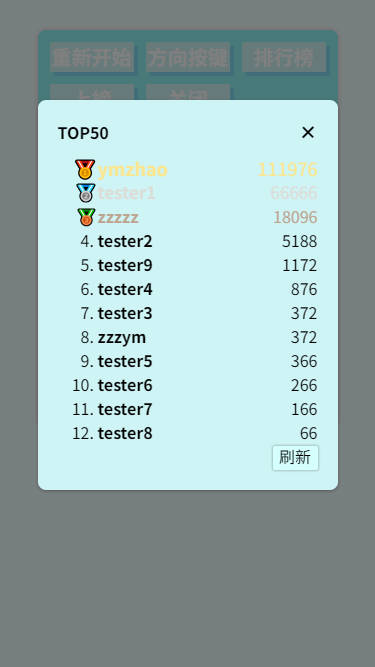 重新开始 方向按键 排行榜
上榜 关闭
TOP50 ✕
ymzhao 111976
tester1 66666
zzzzz 18096
4. tester2 5188
5. tester9 1172
6. tester4 876
7. tester3 372
8. zzzym 372
9. tester5 366
10. tester6 266
11. tester7 166
12. tester8 66
刷新